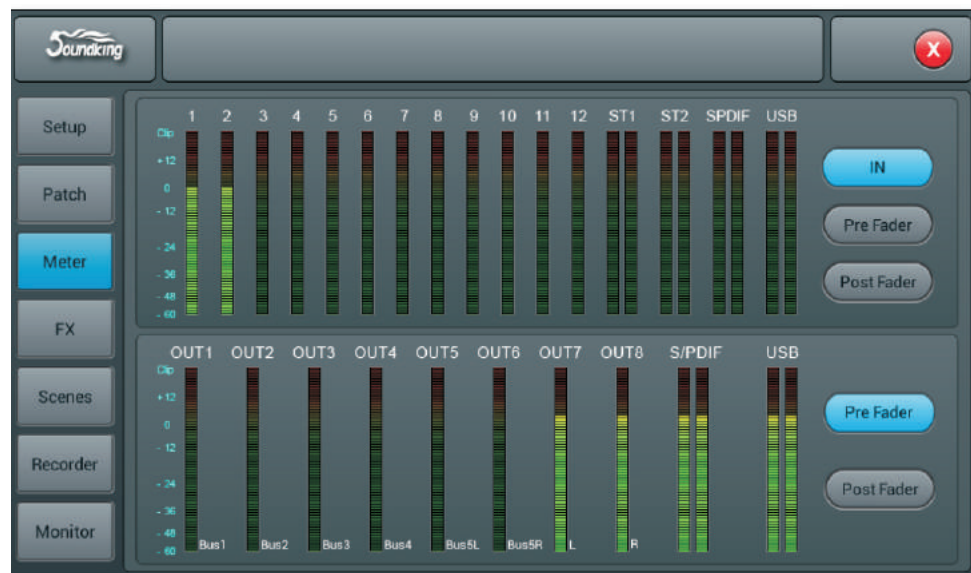 Soundking
X
Setup
Patch
Meter
FX
Scenes
Recorder
Monitor
1 2 3 4 5 6 7 8 9 10 11 12 ST1 ST2 SPDIF USB
Clip
+12
0
-12
-24
-36
-48
-60
IN
Pre Fader
Post Fader
OUT1 OUT2 OUT3 OUT4 OUT5 OUT6 OUT7 OUT8 S/PDIF USB
Clip
+12
0
-12
-24
-36
-48
-60
Bus1 Bus2 Bus3 Bus4 Bus5L Bus5R L R
Pre Fader
Post Fader